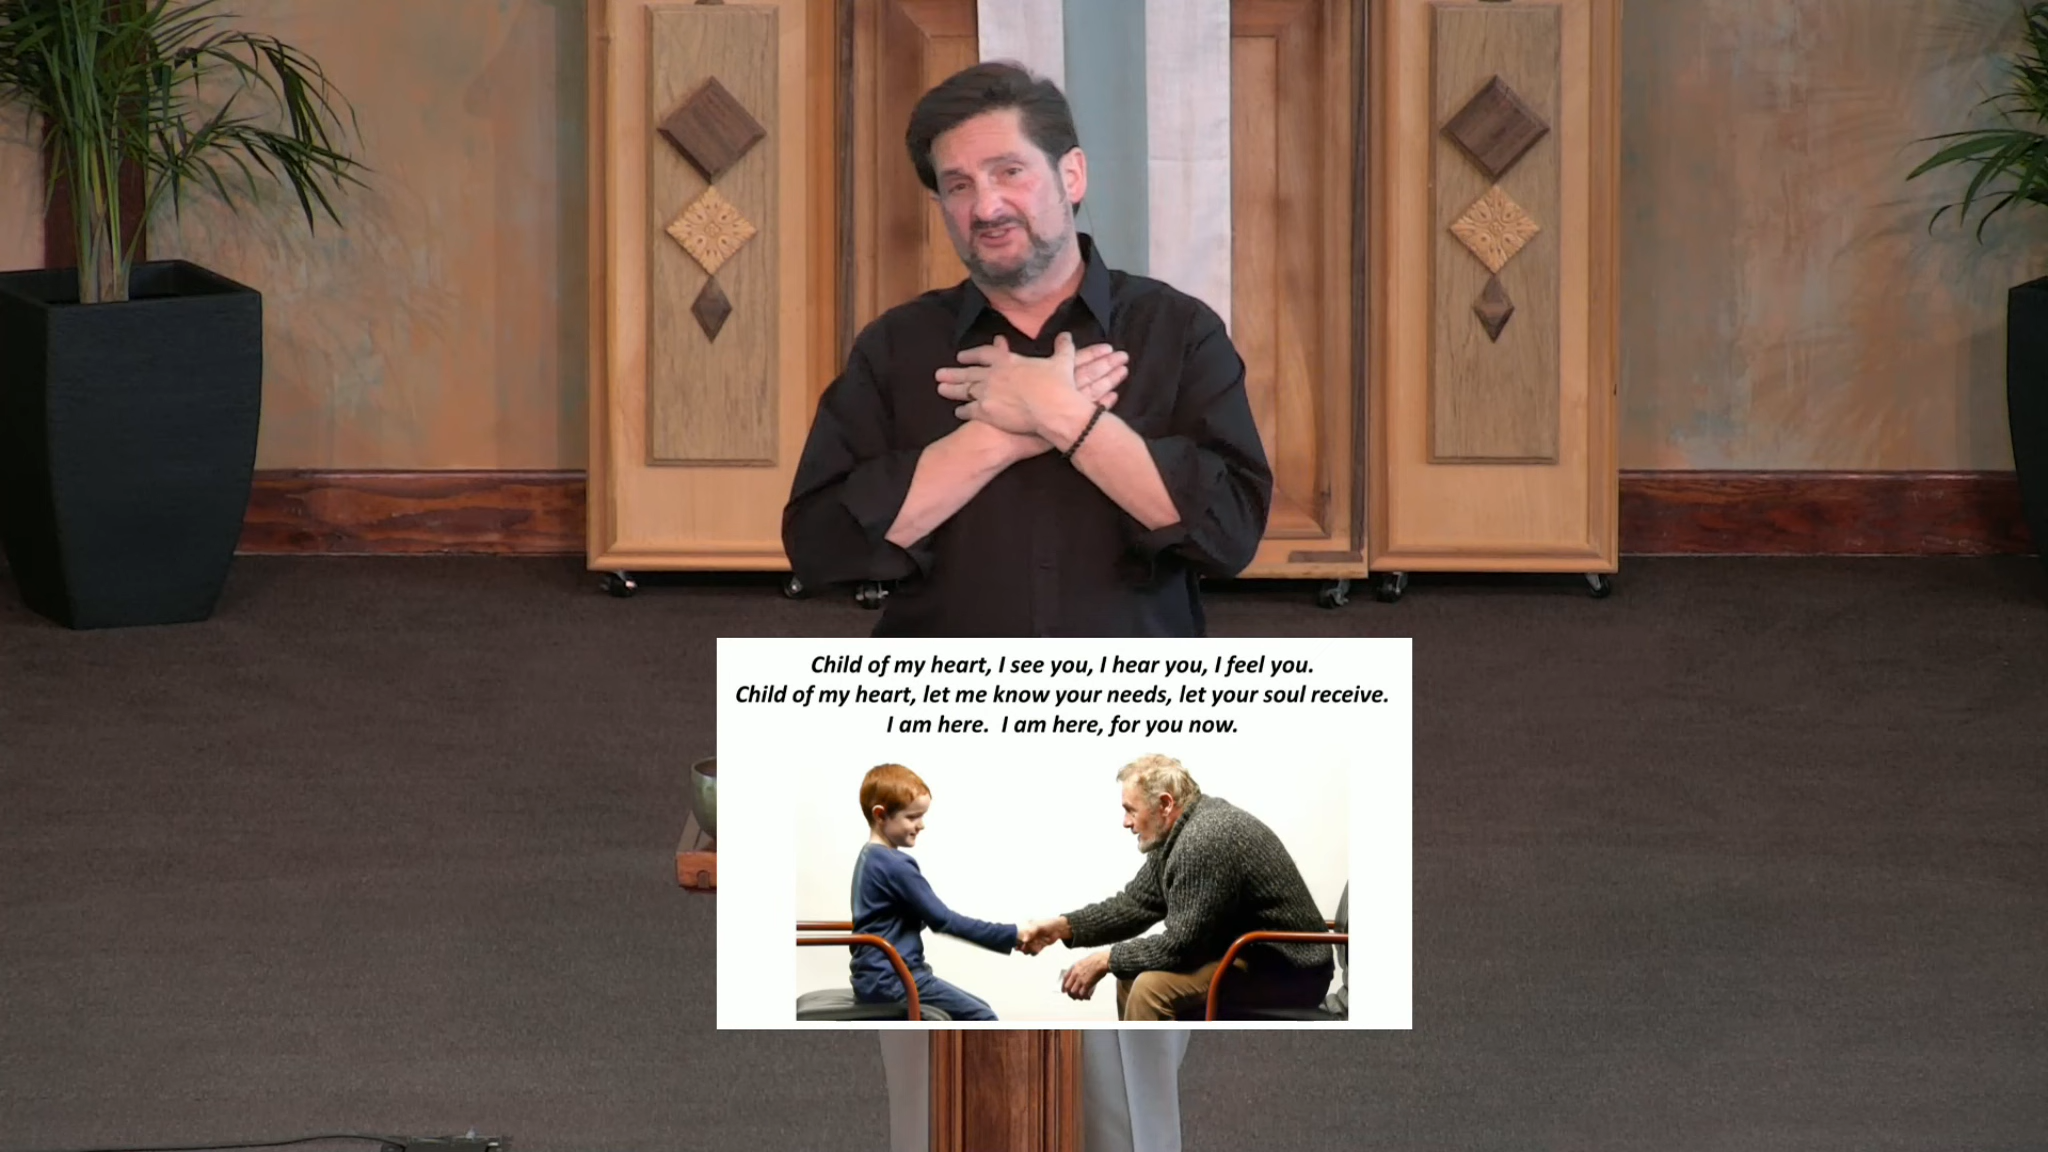 Child of my heart, I see you, I hear you, I feel you.
Child of my heart, let me know your needs, let your soul receive.
I am here.  I am here, for you now.